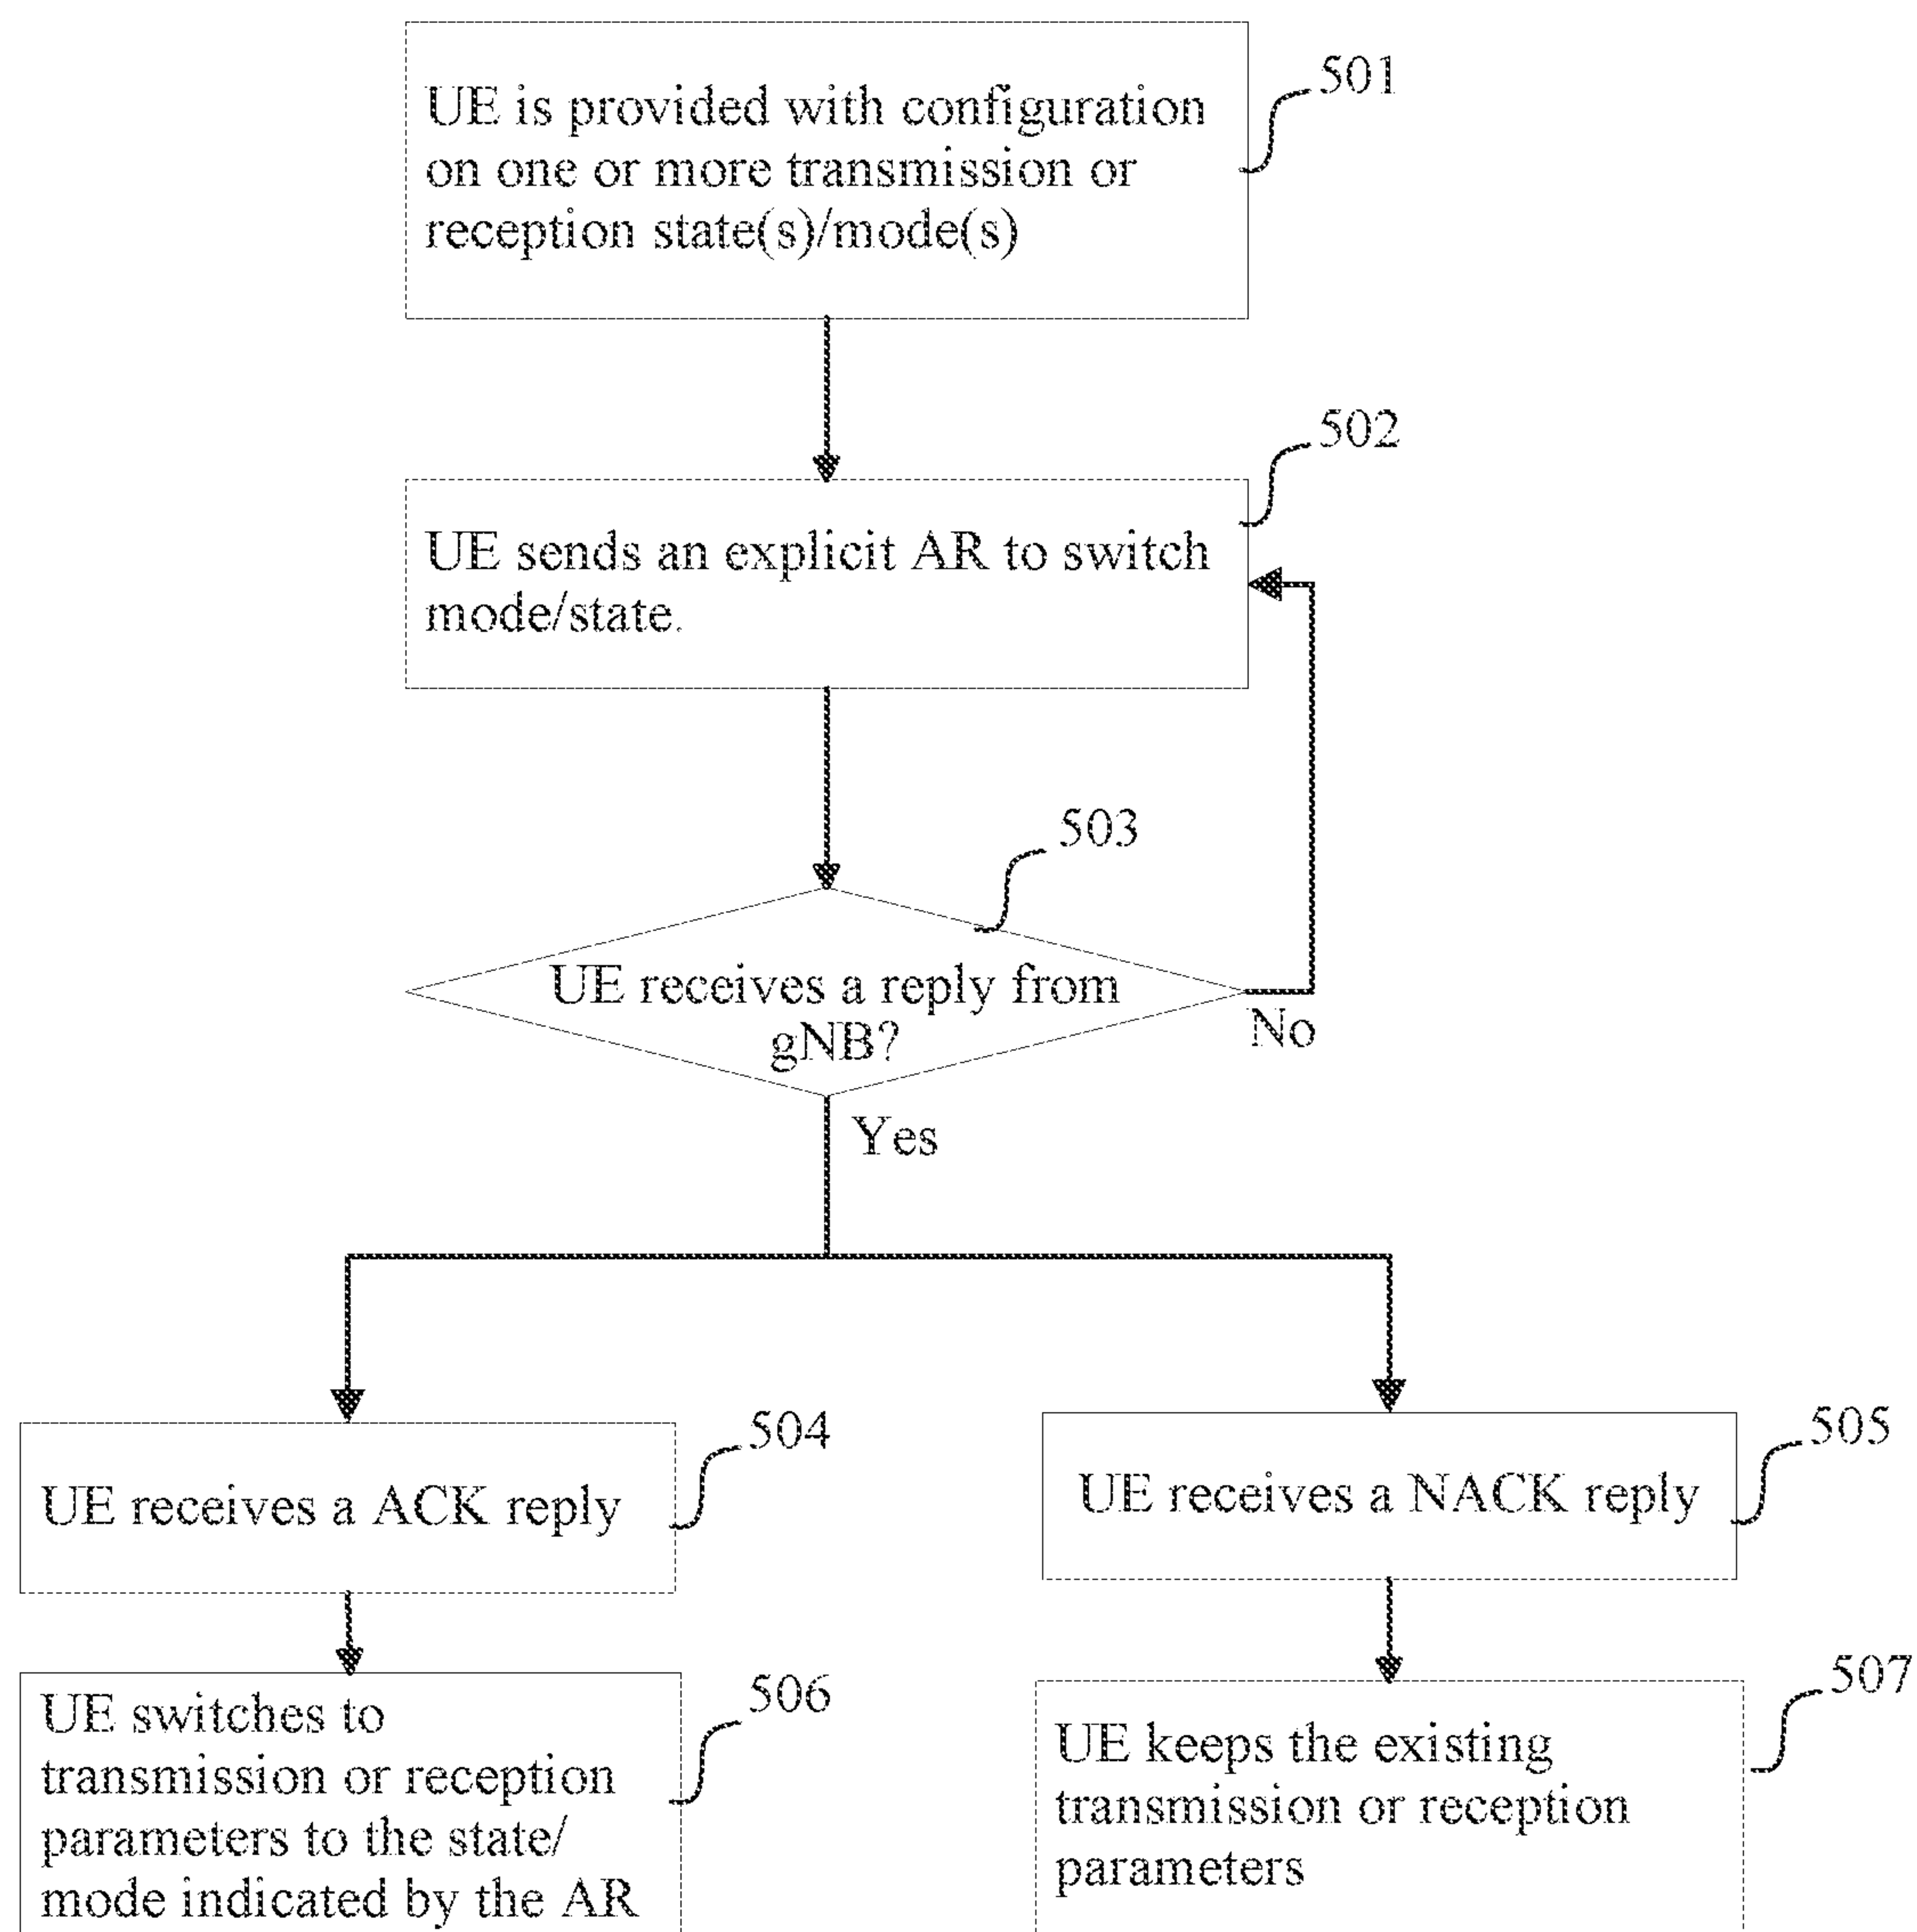 UE is provided with configuration
on one or more transmission or
reception state(s)/mode(s)
501
UE sends an explicit AR to switch
mode/state.
502
503
UE receives a reply from
gNB?
No
Yes
UE receives a ACK reply
504
UE receives a NACK reply
505
UE switches to
transmission or reception
parameters to the state/
mode indicated by the AR
506
UE keeps the existing
transmission or reception
parameters
507